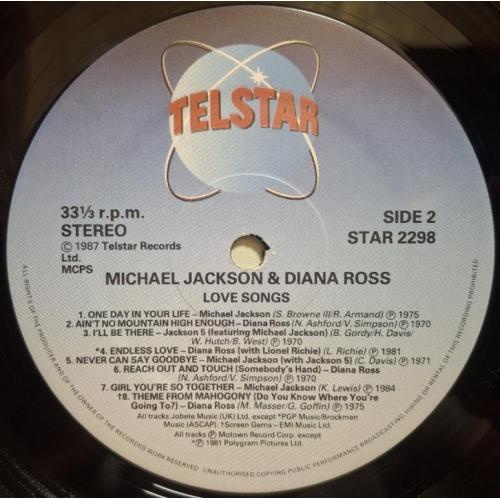 TELSTAR
33⅓ r.p.m.
STEREO
Ⓒ 1987 Telstar Records
Ltd.
MCPS
SIDE 2
STAR 2298
MICHAEL JACKSON & DIANA ROSS
LOVE SONGS
1. ONE DAY IN YOUR LIFE – Michael Jackson (S. Browne III/R. Armand) Ⓟ 1975
2. AIN'T NO MOUNTAIN HIGH ENOUGH – Diana Ross (N. Ashford/V. Simpson) Ⓟ 1970
3. I'LL BE THERE – Jackson 5 (featuring Michael Jackson) (B. Gordy/H. Davis/
W. Hutch/B. West) Ⓟ 1970
*4. ENDLESS LOVE – Diana Ross (with Lionel Richie) (L. Richie) Ⓟ 1981
5. NEVER CAN SAY GOODBYE – Michael Jackson (with Jackson 5) (C. Davis) Ⓟ 1971
6. REACH OUT AND TOUCH (Somebody's Hand) – Diana Ross
(N. Ashford/V. Simpson) Ⓟ 1970
7. GIRL YOU'RE SO TOGETHER – Michael Jackson (K. Lewis) Ⓟ 1984
†8. THEME FROM MAHOGONY (Do You Know Where You're
Going To?) – Diana Ross (M. Masser/G. Goffin) Ⓟ 1975
All tracks Jobete Music (UK) Ltd. except *PGP Music/Brockman
Music (ASCAP). †Screen Gems – EMI Music Ltd.
All tracks Ⓟ Motown Record Corp. except
*Ⓟ 1981 Polygram Pictures Ltd.
ALL RIGHTS OF THE PRODUCER AND OF THE OWNER OF THE RECORDED WORK RESERVED UNAUTHORISED COPYING PUBLIC PERFORMANCE BROADCASTING HIRING OR RENTAL OF THIS RECORDING PROHIBITED